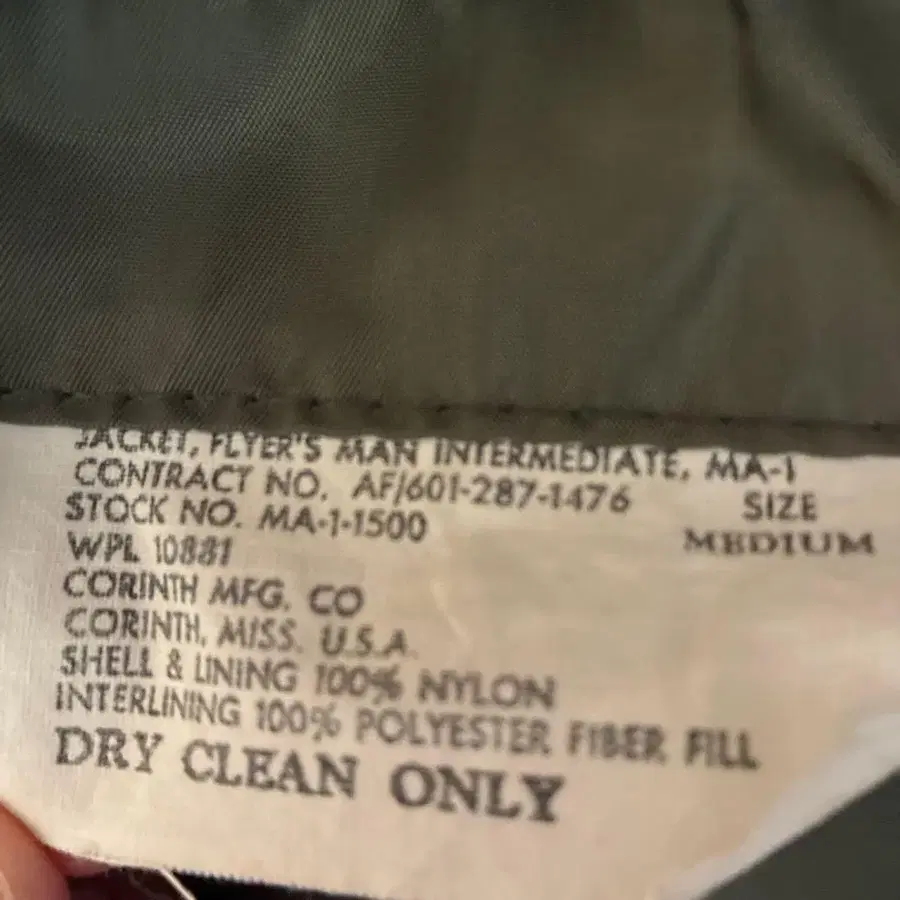 JACKET, FLYER'S MAN INTERMEDIATE, MA-1
CONTRACT NO. AF/601-287-1476 SIZE
STOCK NO. MA-1-1500 MEDIUM
WPL 10881
CORINTH MFG. CO
CORINTH, MISS. U.S.A.
SHELL & LINING 100% NYLON
INTERLINING 100% POLYESTER FIBER FILL
DRY CLEAN ONLY